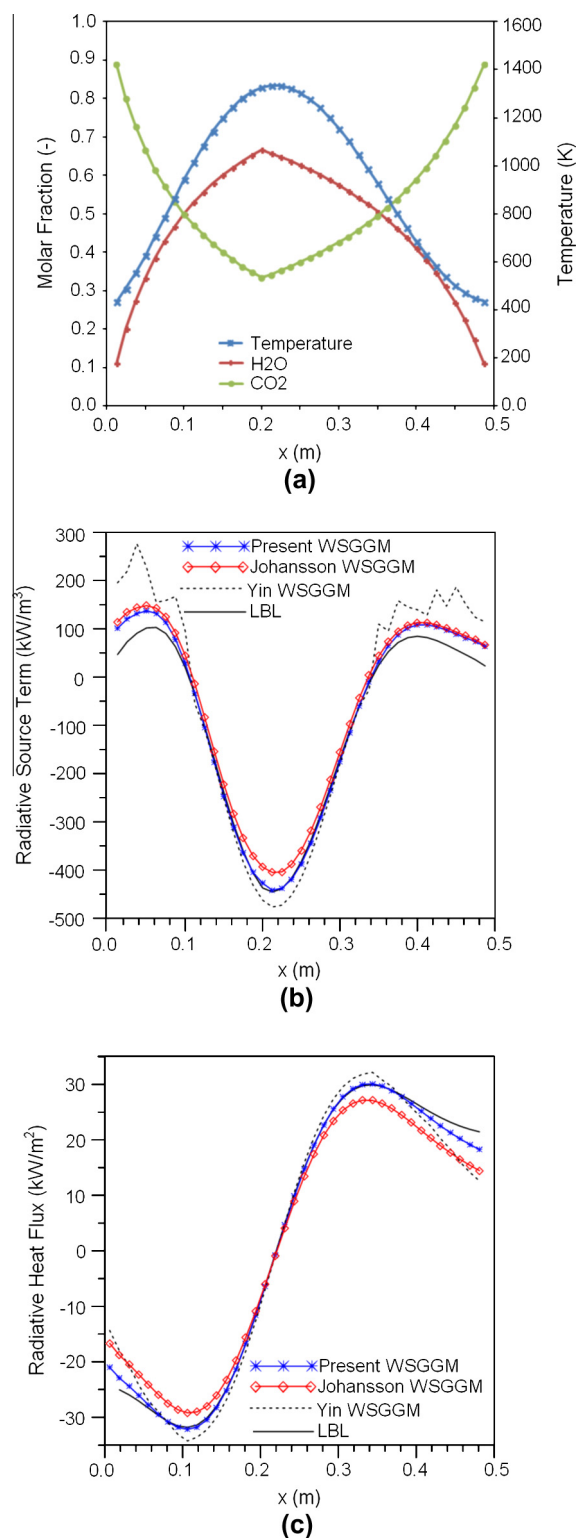 1.0
0.9
0.8
0.7
0.6
0.5
0.4
0.3
0.2
0.1
0.0
Molar Fraction (-)
1600
1400
1200
1000
800
600
400
200
0.0
Temperature (K)
Temperature
H2O
CO2
0.0 0.1 0.2 0.3 0.4 0.5
x (m)
(a)
300
200
100
0
-100
-200
-300
-400
-500
Radiative Source Term (kW/m³)
Present WSGGM
Johansson WSGGM
Yin WSGGM
LBL
0.0 0.1 0.2 0.3 0.4 0.5
x (m)
(b)
30
20
10
0
-10
-20
-30
Radiative Heat Flux (kW/m²)
Present WSGGM
Johansson WSGGM
Yin WSGGM
LBL
0.0 0.1 0.2 0.3 0.4 0.5
x (m)
(c)